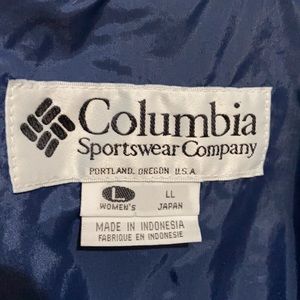 Columbia
Sportswear Company
PORTLAND, OREGON U.S.A.
L LL
WOMEN'S JAPAN
MADE IN INDONESIA
FABRIQUE EN INDONESIE